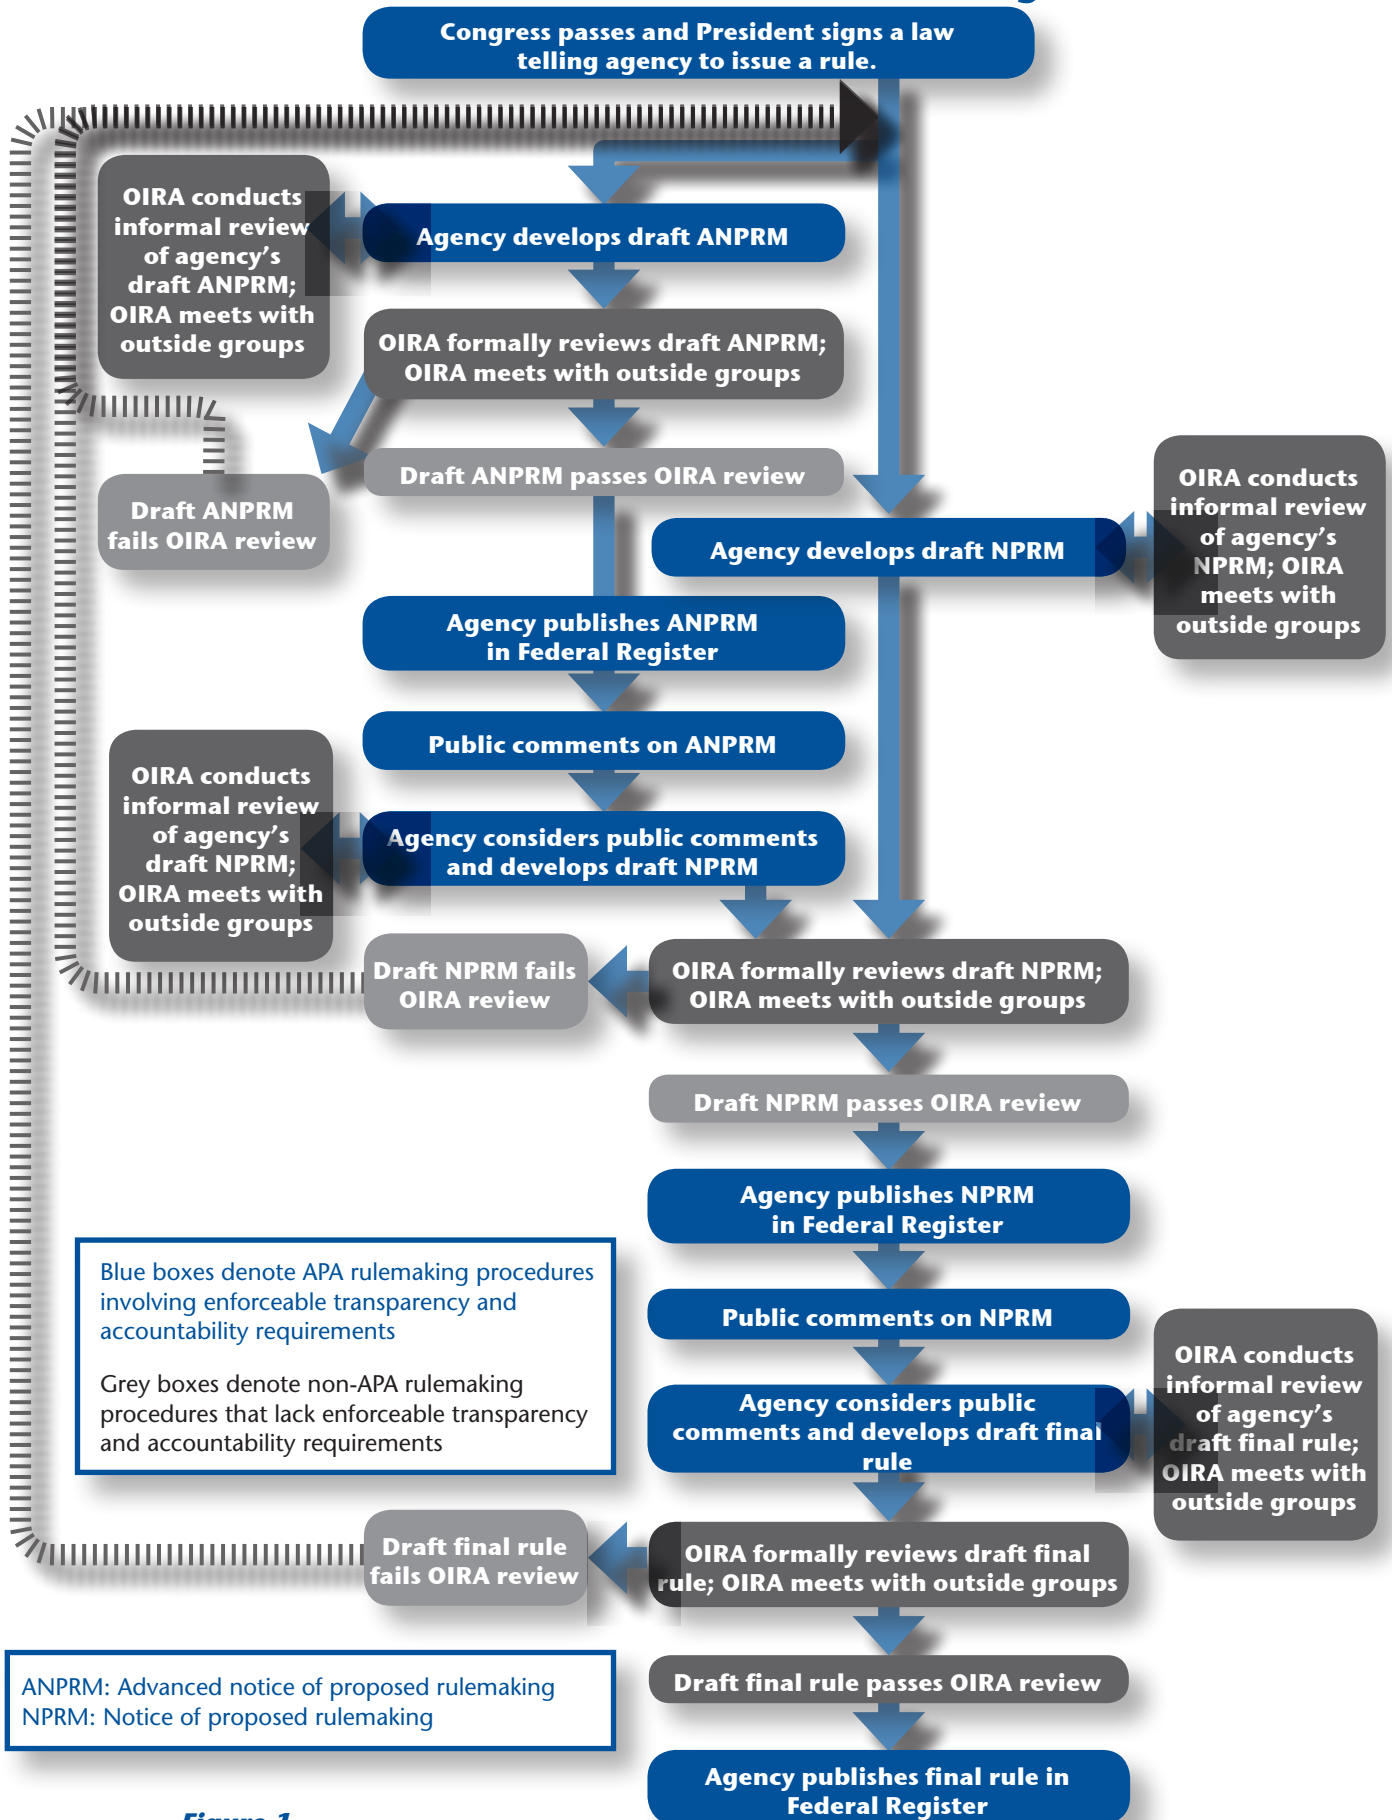 Congress passes and President signs a law
telling agency to issue a rule.
OIRA conducts
informal review
of agency's
draft ANPRM;
OIRA meets with
outside groups
Agency develops draft ANPRM
OIRA formally reviews draft ANPRM;
OIRA meets with outside groups
Draft ANPRM passes OIRA review
Draft ANPRM
fails OIRA review
OIRA conducts
informal review
of agency's
NPRM; OIRA
meets with
outside groups
Agency develops draft NPRM
Agency publishes ANPRM
in Federal Register
Public comments on ANPRM
OIRA conducts
informal review
of agency's
draft NPRM;
OIRA meets with
outside groups
Agency considers public comments
and develops draft NPRM
Draft NPRM fails
OIRA review
OIRA formally reviews draft NPRM;
OIRA meets with outside groups
Draft NPRM passes OIRA review
Agency publishes NPRM
in Federal Register
Blue boxes denote APA rulemaking procedures
involving enforceable transparency and
accountability requirements
Grey boxes denote non-APA rulemaking
procedures that lack enforceable transparency
and accountability requirements
Public comments on NPRM
Agency considers public
comments and develops draft final
rule
OIRA conducts
informal review
of agency's
draft final rule;
OIRA meets with
outside groups
Draft final rule
fails OIRA review
OIRA formally reviews draft final
rule; OIRA meets with outside groups
Draft final rule passes OIRA review
ANPRM: Advanced notice of proposed rulemaking
NPRM: Notice of proposed rulemaking
Agency publishes final rule in
Federal Register
Figure 1